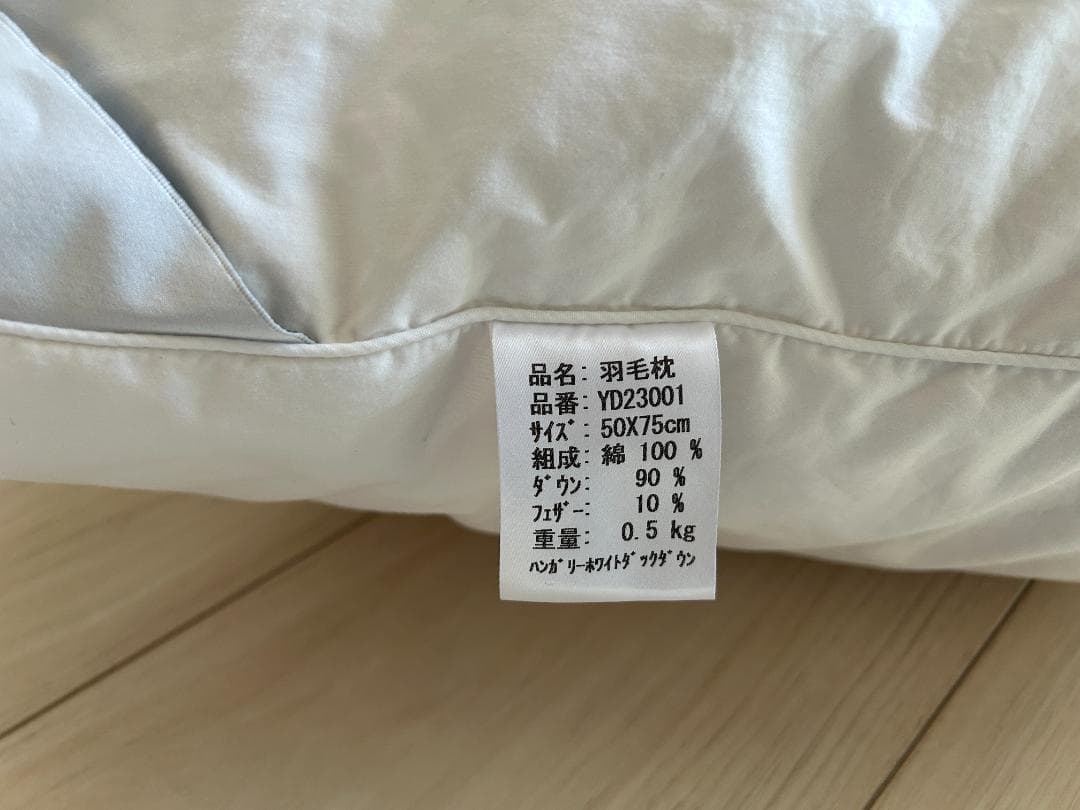 品名: 羽毛枕
品番: YD23001
ｻｲｽﾞ: 50X75cm
組成: 綿 100 %
ﾀﾞｳﾝ: 90 %
ﾌｪｻﾞｰ: 10 %
重量: 0.5 kg
ﾊﾝｶﾞﾘｰﾎﾜｲﾄﾀﾞｯｸﾀﾞｳﾝ